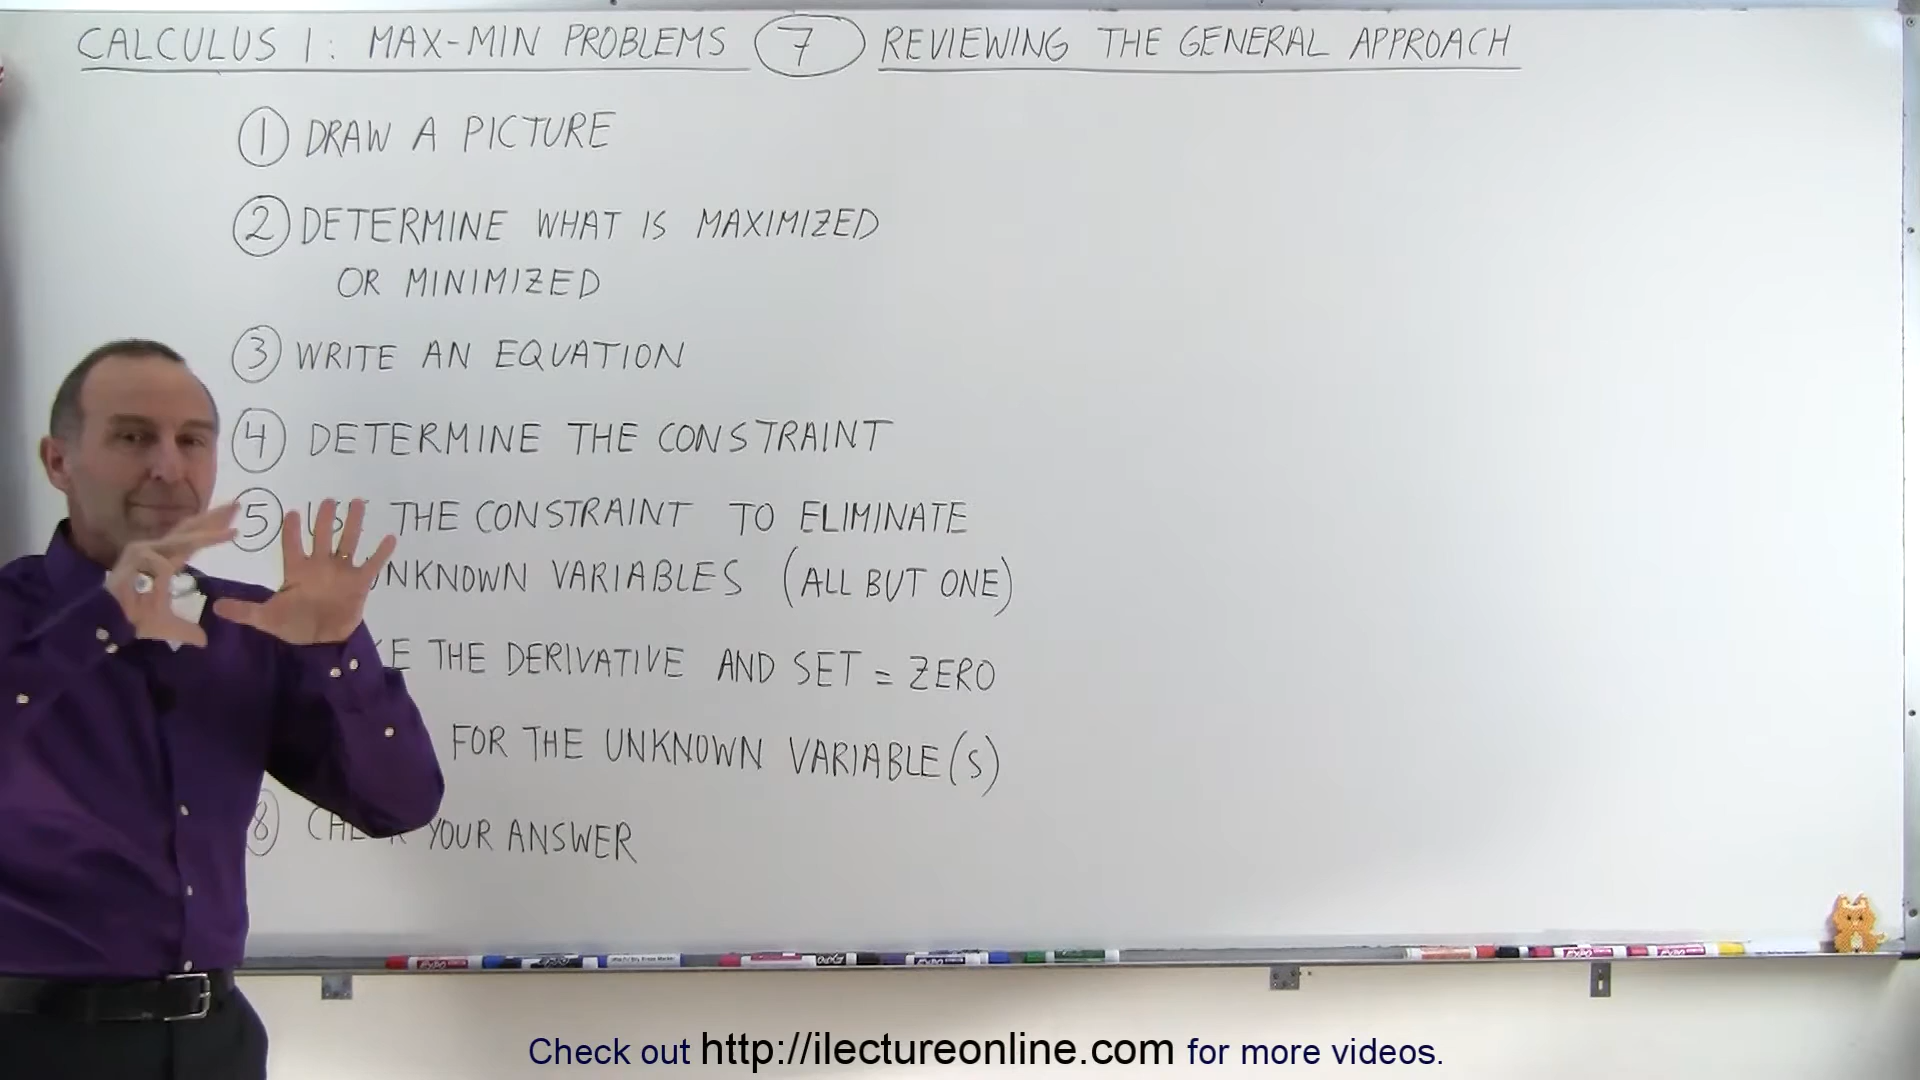 CALCULUS 1: MAX-MIN PROBLEMS 7 REVIEWING THE GENERAL APPROACH
1 DRAW A PICTURE
2 DETERMINE WHAT IS MAXIMIZED
OR MINIMIZED
3 WRITE AN EQUATION
4 DETERMINE THE CONSTRAINT
5 USE THE CONSTRAINT TO ELIMINATE
UNKNOWN VARIABLES (ALL BUT ONE)
THE DERIVATIVE AND SET = ZERO
FOR THE UNKNOWN VARIABLE(S)
8 CHECK YOUR ANSWER
EXPO
Check out http://ilectureonline.com for more videos.